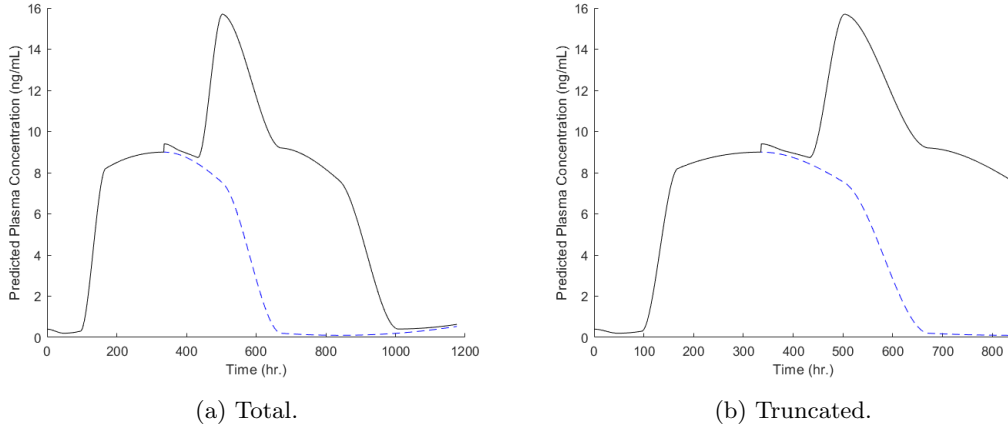 16
14
12
10
8
6
4
2
0
Predicted Plasma Concentration (ng/mL)
0 200 400 600 800 1000 1200
Time (hr.)
(a) Total.
16
14
12
10
8
6
4
2
0
Predicted Plasma Concentration (ng/mL)
0 100 200 300 400 500 600 700 800
Time (hr.)
(b) Truncated.